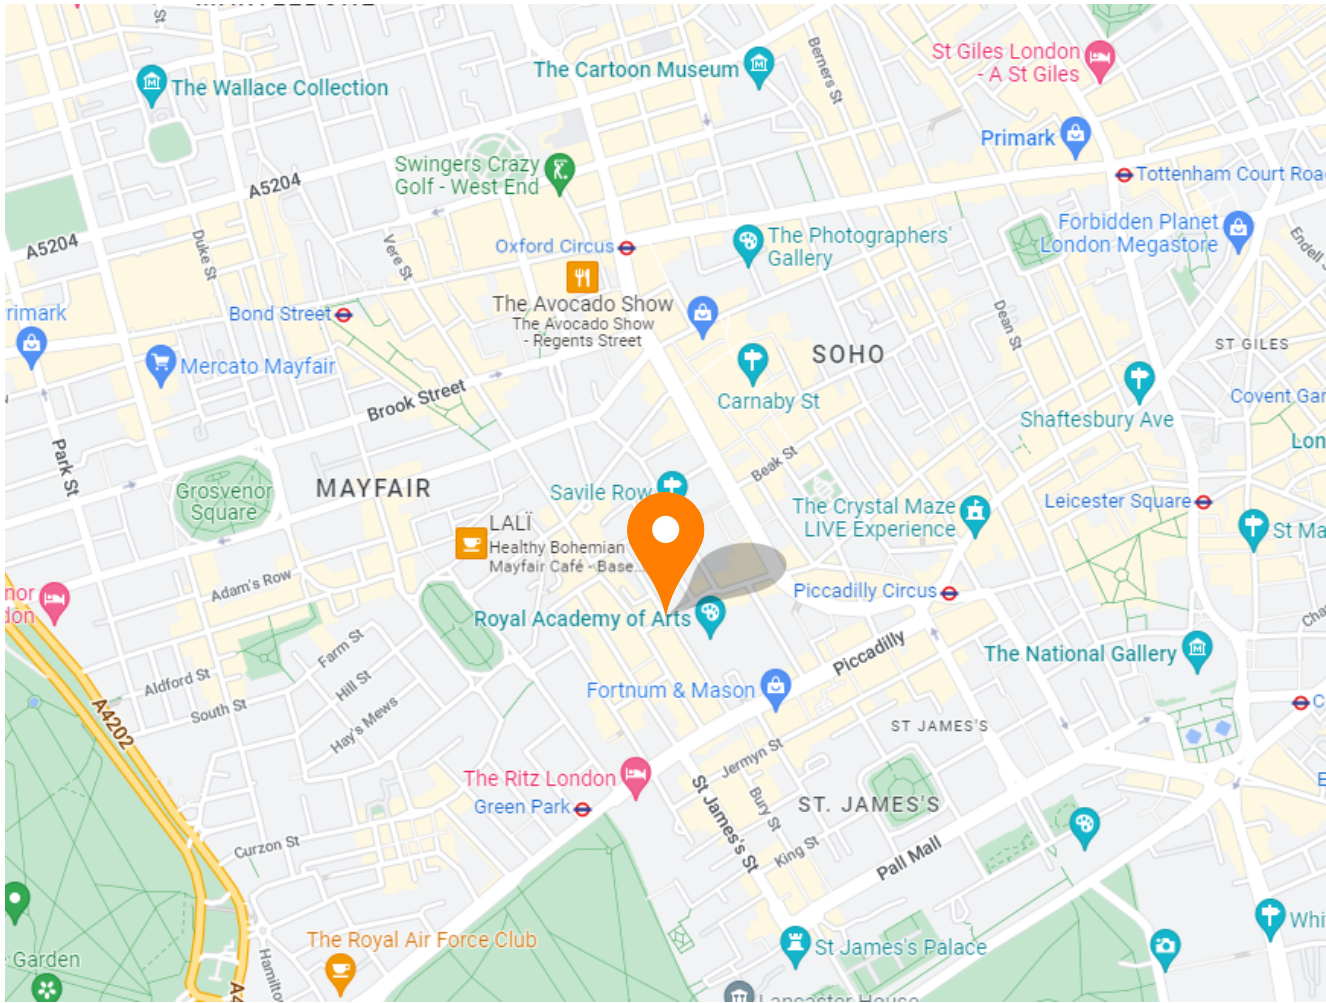 St
The Wallace Collection
The Cartoon Museum
Berners St
St Giles London
- A St Giles
Primark
Tottenham Court Roa
A5204
Swingers Crazy
Golf - West End
A5204
Duke St
Vere St
Oxford Circus
The Photographers'
Gallery
Forbidden Planet
London Megastore
Endell
The Avocado Show
The Avocado Show
- Regents Street
rimark
Bond Street
Dean St
SOHO
ST GILES
Mercato Mayfair
Brook Street
Carnaby St
Shaftesbury Ave
Covent Gar
Lon
Park St
Beak St
Grosvenor
Square
MAYFAIR
Savile Row
The Crystal Maze
LIVE Experience
Leicester Square
St Ma
LALÏ
Healthy Bohemian
Mayfair Café - Base...
nor
don
Adam's Row
Piccadilly Circus
Cha
Royal Academy of Arts
Farm St
Piccadilly
The National Gallery
Aldford St
Hill St
South St
Fortnum & Mason
A4202
Hay's Mews
ST JAMES'S
C
Jermyn St
The Ritz London
Green Park
St James's St
Bury St
ST. JAMES'S
E
Curzon St
King St
Pall Mall
The Royal Air Force Club
St James's Palace
Whi
Garden
Hamilto
Lancaster House